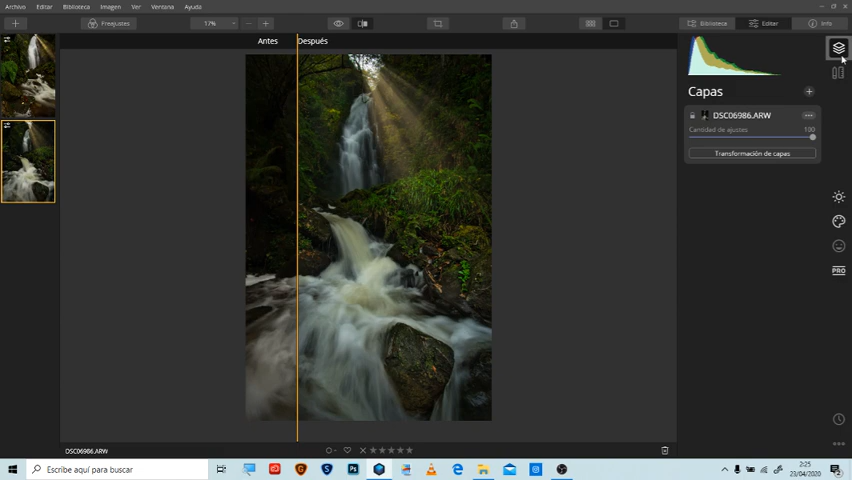 Archivo Editar Biblioteca Imagen Ver Ventana Ayuda
Preajustes 17% Biblioteca Editar Info
Antes Después
Capas
DSC06986.ARW
Cantidad de ajustes 100
Transformación de capas
PRO
DSC06986.ARW
Escribe aquí para buscar
2:25
23/04/2020